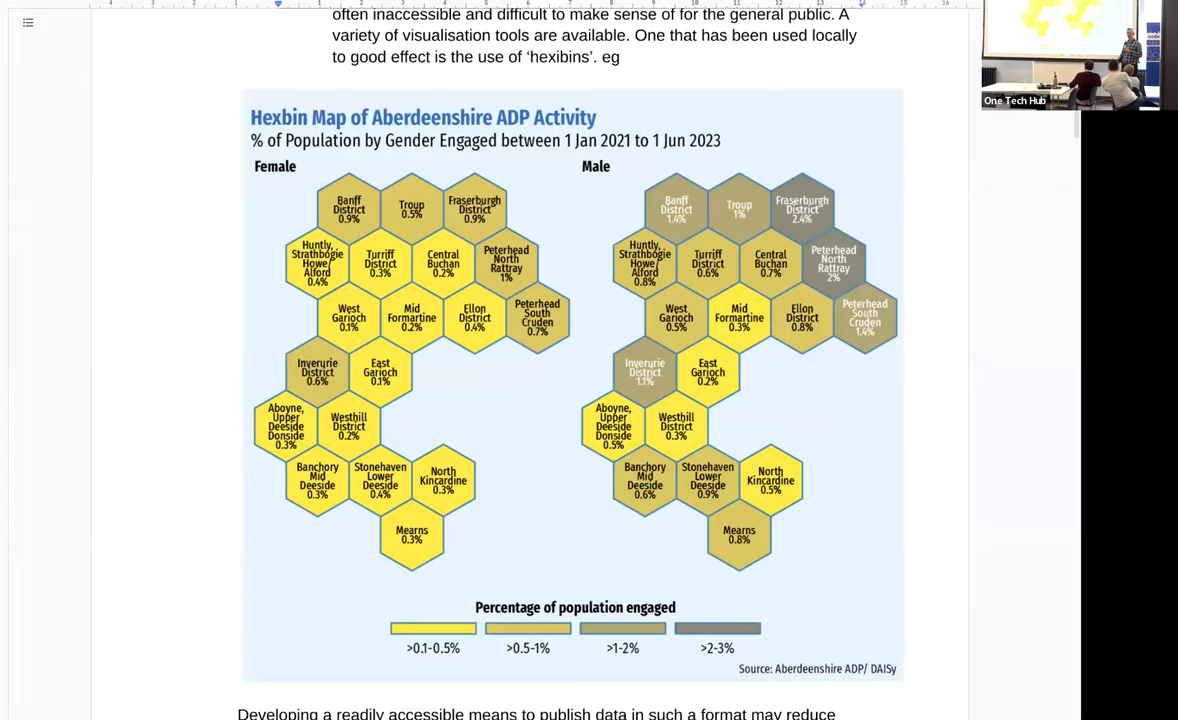 often inaccessible and difficult to make sense of for the general public. A
variety of visualisation tools are available. One that has been used locally
to good effect is the use of ‘hexibins’. eg
One Tech Hub
Hexbin Map of Aberdeenshire ADP Activity
% of Population by Gender Engaged between 1 Jan 2021 to 1 Jun 2023
Female
Banff
District
0.9%
Troup
0.5%
Fraserburgh
District
0.9%
Huntly,
Strathbogie
Howe/
Alford
0.4%
Turriff
District
0.3%
Central
Buchan
0.2%
Peterhead
North
Rattray
1%
West
Garioch
0.1%
Mid
Formartine
0.2%
Ellon
District
0.4%
Peterhead
South
Cruden
0.7%
Inverurie
District
0.6%
East
Garioch
0.1%
Aboyne,
Upper
Deeside
Donside
0.3%
Westhill
District
0.2%
Banchory
Mid
Deeside
0.3%
Stonehaven
Lower
Deeside
0.4%
North
Kincardine
0.3%
Mearns
0.3%
Male
Banff
District
1.4%
Troup
1%
Fraserburgh
District
2.4%
Huntly,
Strathbogie
Howe/
Alford
0.8%
Turriff
District
0.6%
Central
Buchan
0.7%
Peterhead
North
Rattray
2%
West
Garioch
0.5%
Mid
Formartine
0.3%
Ellon
District
0.8%
Peterhead
South
Cruden
1.4%
Inverurie
District
1.1%
East
Garioch
0.2%
Aboyne,
Upper
Deeside
Donside
0.5%
Westhill
District
0.3%
Banchory
Mid
Deeside
0.6%
Stonehaven
Lower
Deeside
0.9%
North
Kincardine
0.5%
Mearns
0.8%
Percentage of population engaged
>0.1-0.5%
>0.5-1%
>1-2%
>2-3%
Source: Aberdeenshire ADP/ DAISy
Developing a readily accessible means to publish data in such a format may reduce